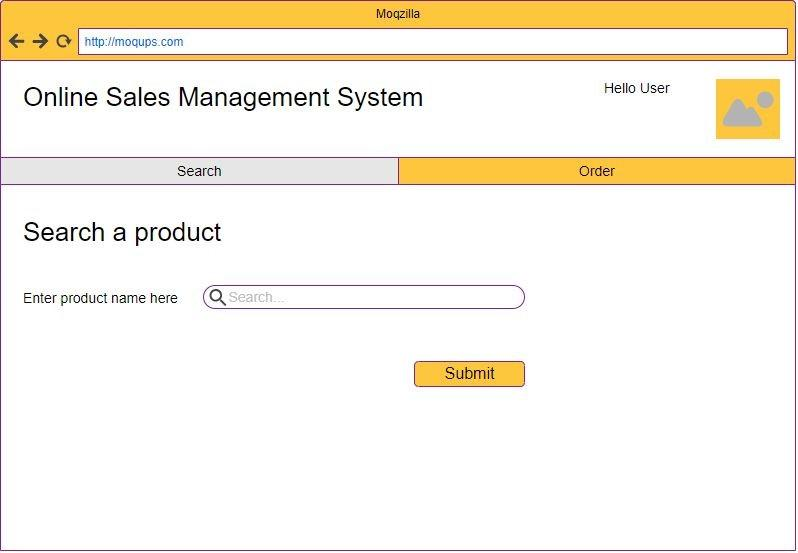 Moqzilla
http://moqups.com
Online Sales Management System
Hello User
Search
Order
Search a product
Enter product name here
Search...
Submit